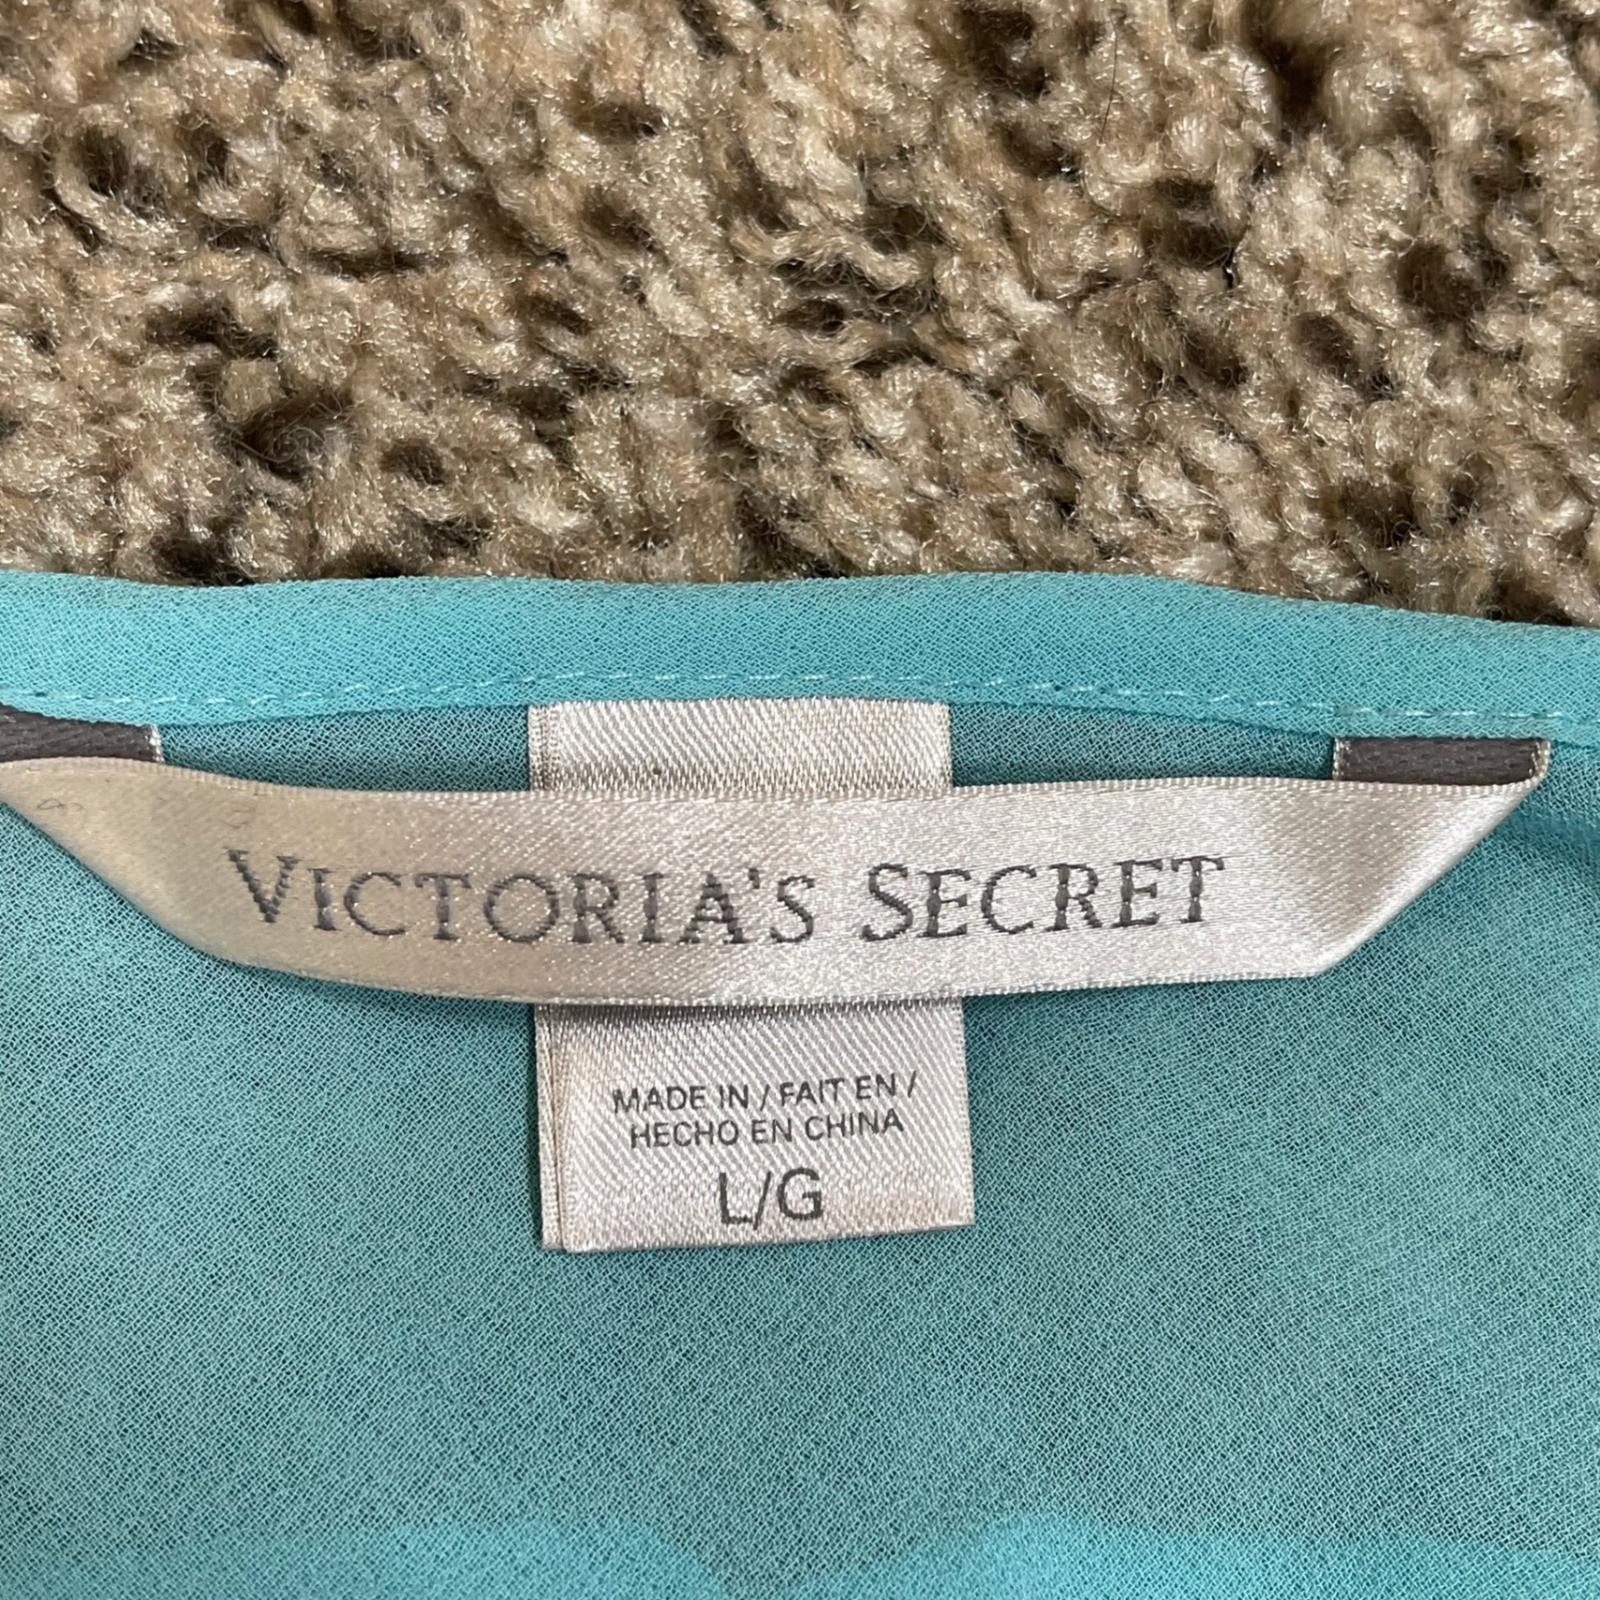 VICTORIA'S SECRET
MADE IN / FAIT EN /
HECHO EN CHINA
L/G